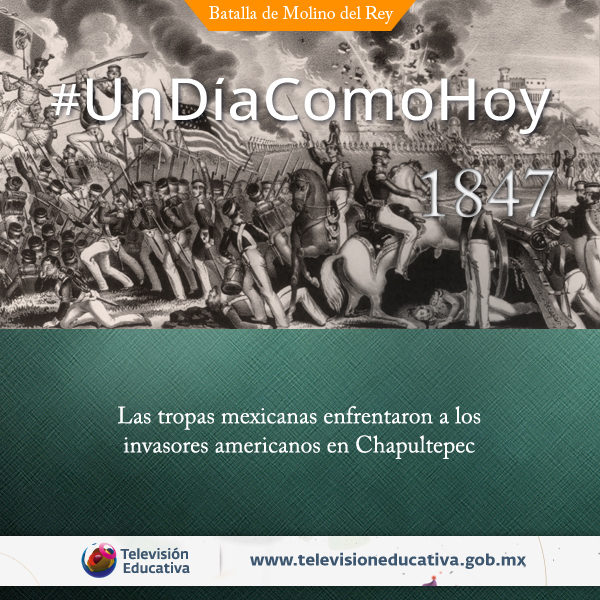 Batalla de Molino del Rey
#UnDíaComoHoy
1847
Las tropas mexicanas enfrentaron a los
invasores americanos en Chapultepec
Televisión
Educativa
www.televisioneducativa.gob.mx